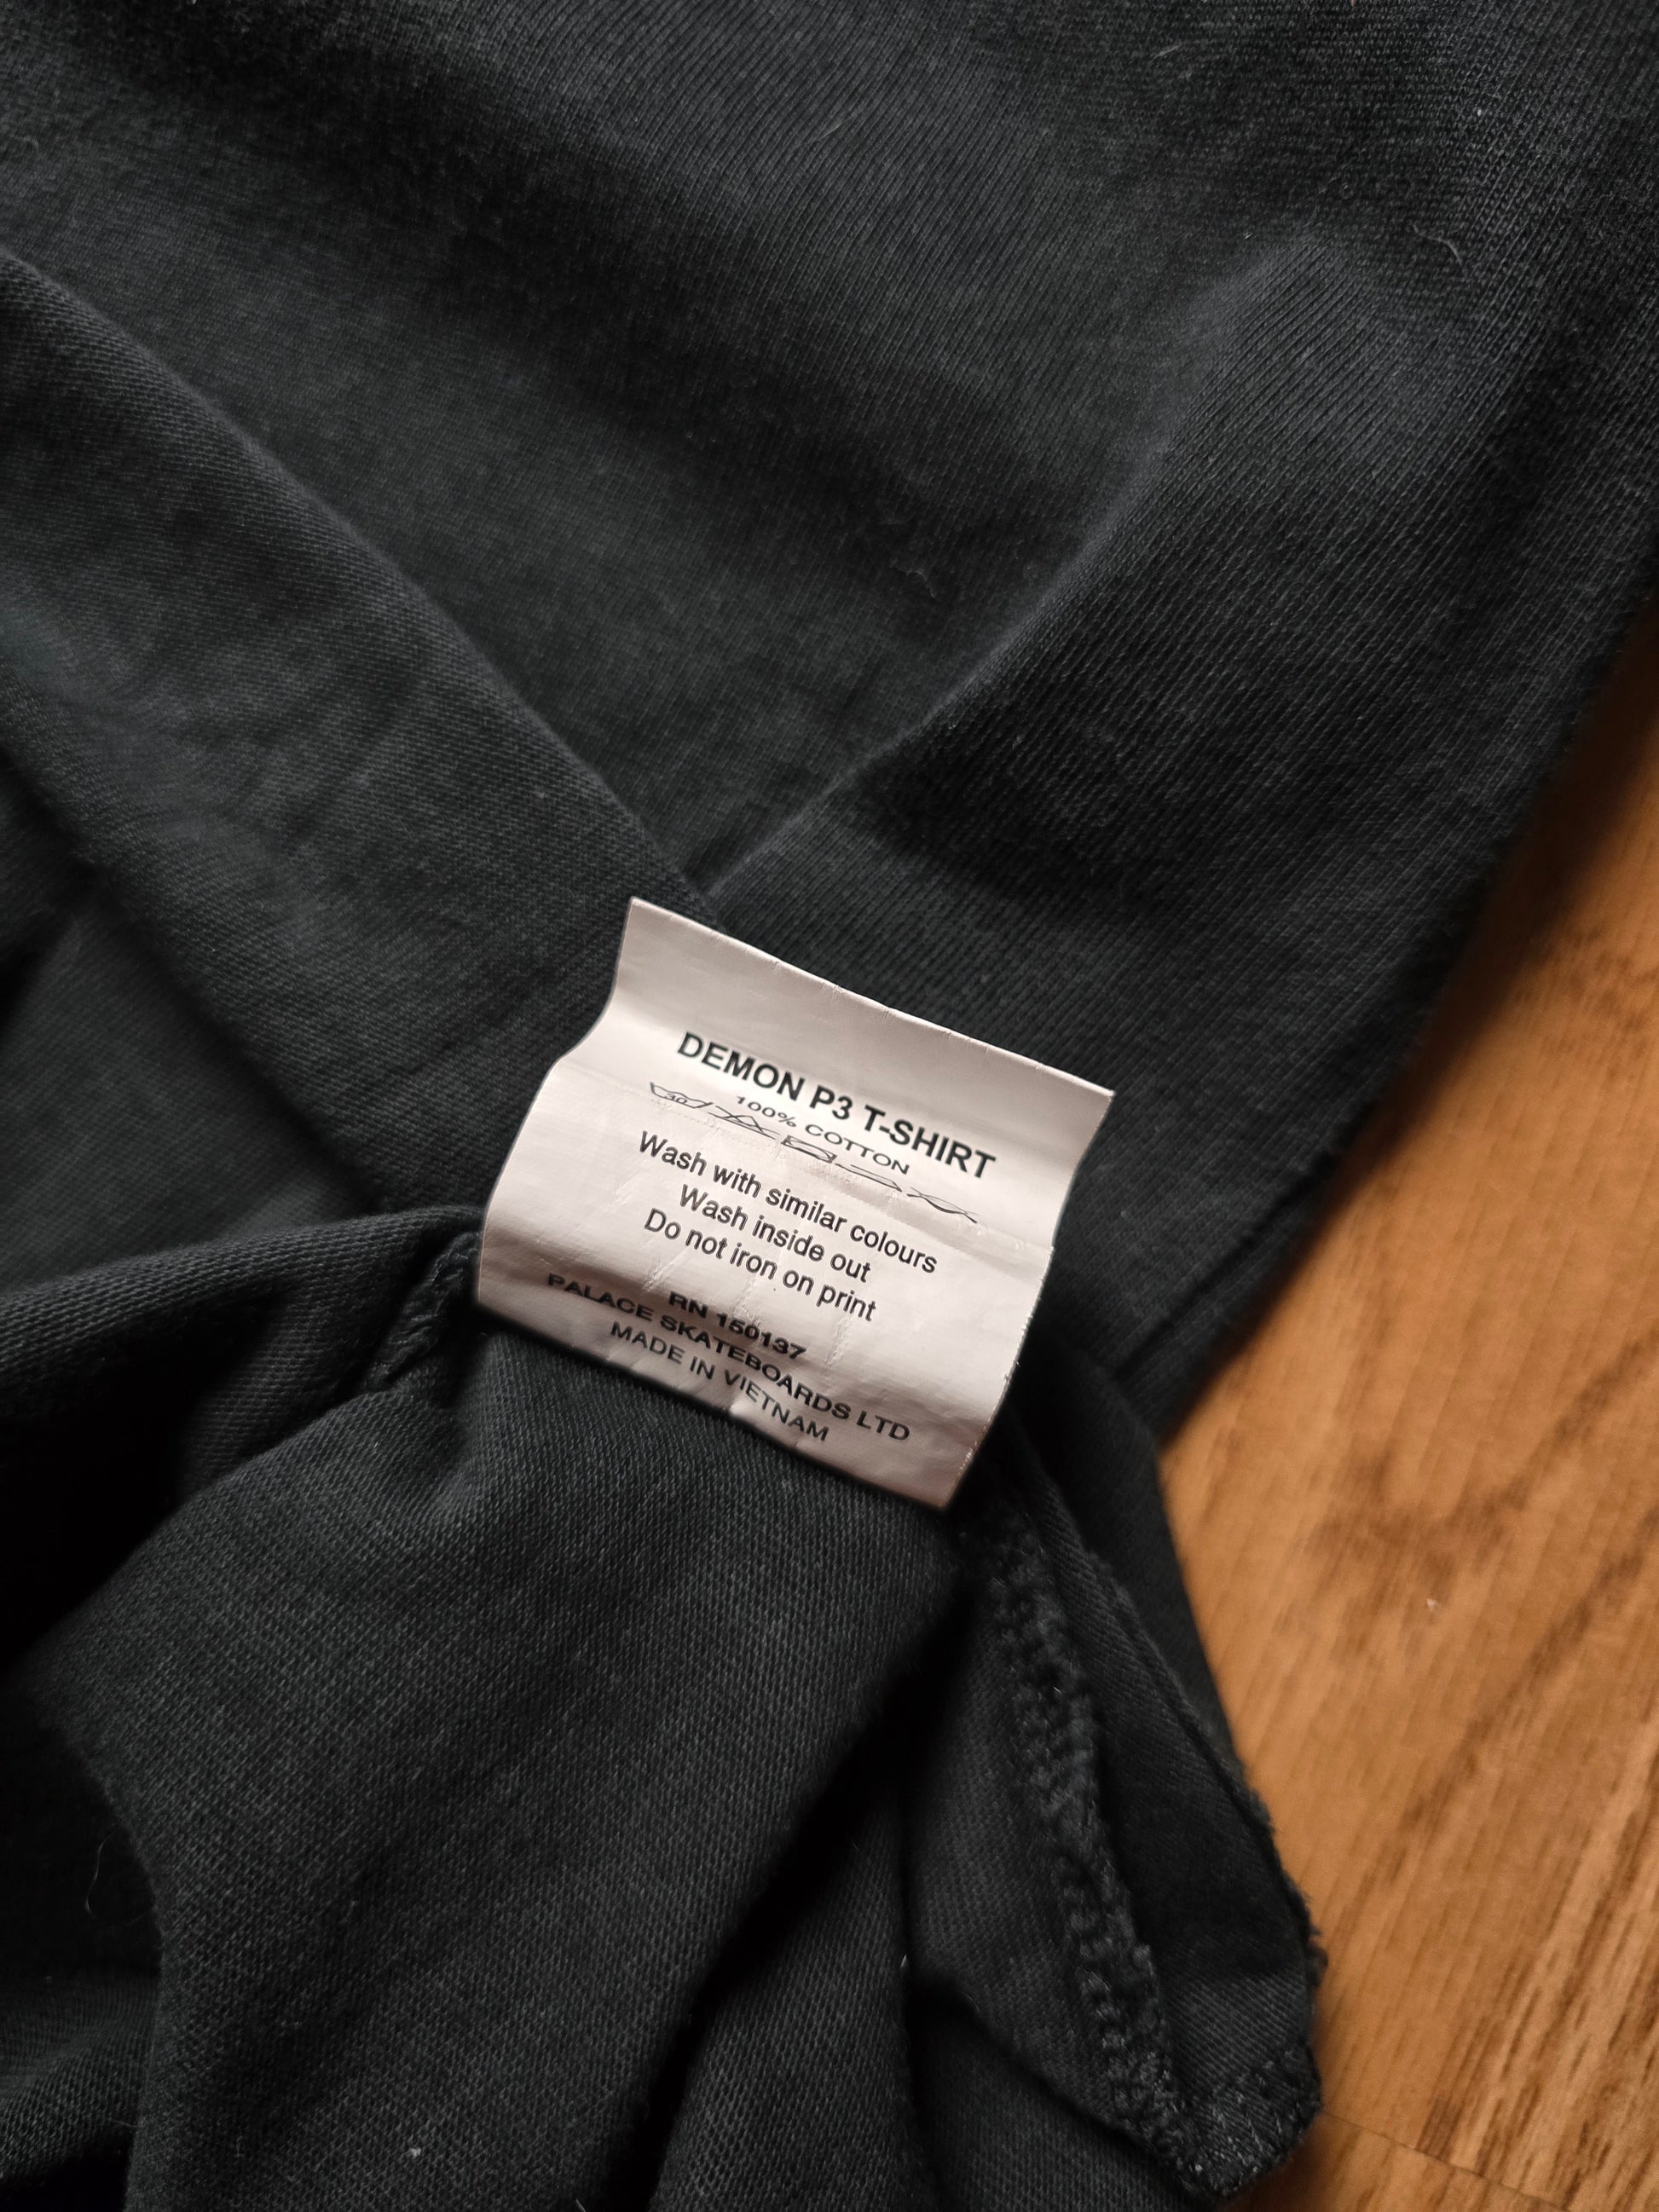 DEMON P3 T-SHIRT
100% COTTON
30
Wash with similar colours
Wash inside out
Do not iron on print
RN 150137
PALACE SKATEBOARDS LTD
MADE IN VIETNAM